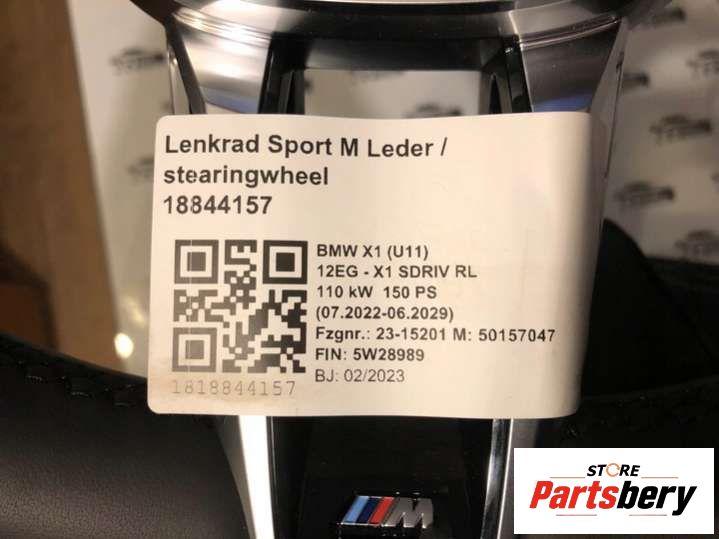 Lenkrad Sport M Leder /
stearingwheel
18844157
BMW X1 (U11)
12EG - X1 SDRIV RL
110 kW 150 PS
(07.2022-06.2029)
Fzgnr.: 23-15201 M: 50157047
FIN: 5W28989
BJ: 02/2023
1818844157
M
STORE
Partsbery